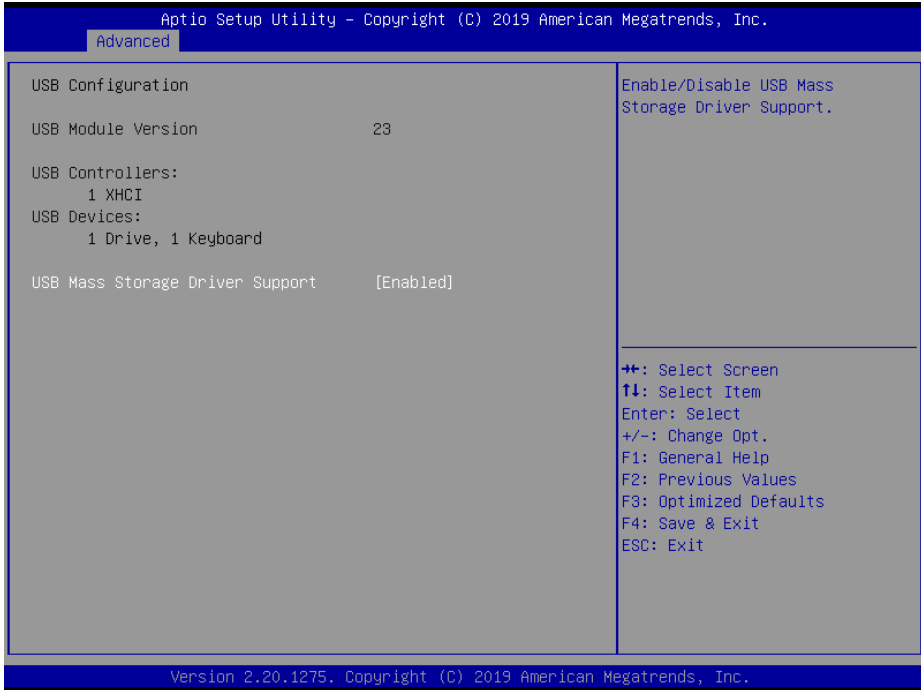 Aptio Setup Utility – Copyright (C) 2019 American Megatrends, Inc.
Advanced
USB Configuration
USB Module Version 23
USB Controllers:
1 XHCI
USB Devices:
1 Drive, 1 Keyboard
USB Mass Storage Driver Support [Enabled]
Enable/Disable USB Mass
Storage Driver Support.
→←: Select Screen
↑↓: Select Item
Enter: Select
+/-: Change Opt.
F1: General Help
F2: Previous Values
F3: Optimized Defaults
F4: Save & Exit
ESC: Exit
Version 2.20.1275. Copyright (C) 2019 American Megatrends, Inc.